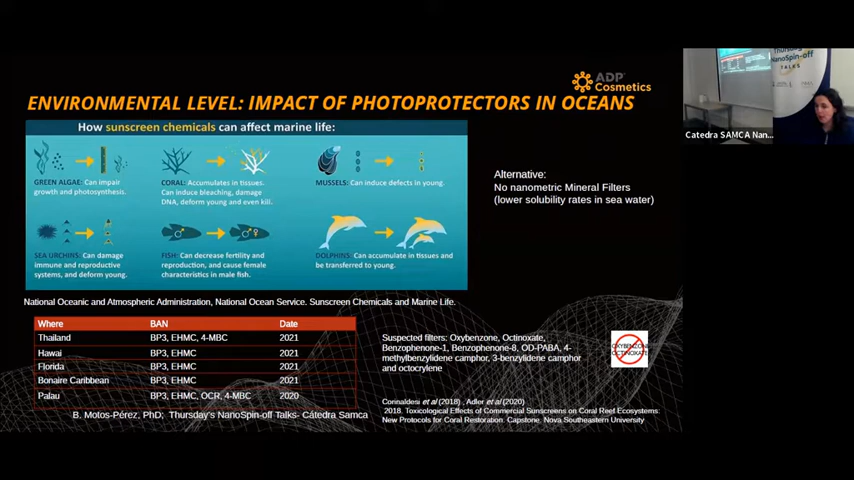 ADP
Cosmetics
ENVIRONMENTAL LEVEL: IMPACT OF PHOTOPROTECTORS IN OCEANS
How sunscreen chemicals can affect marine life:
GREEN ALGAE: Can impair
growth and photosynthesis.
CORAL: Accumulates in tissues.
Can induce bleaching, damage
DNA, deform young and even kill.
MUSSELS: Can induce defects in young.
SEA URCHINS: Can damage
immune and reproductive
systems, and deform young.
FISH: Can decrease fertility and
reproduction, and cause female
characteristics in male fish.
DOLPHINS: Can accumulate in tissues and
be transferred to young.
Alternative:
No nanometric Mineral Filters
(lower solubility rates in sea water)
National Oceanic and Atmospheric Administration, National Ocean Service. Sunscreen Chemicals and Marine Life.
Where BAN Date
Thailand BP3, EHMC, 4-MBC 2021
Hawai BP3, EHMC 2021
Florida BP3, EHMC 2021
Bonaire Caribbean BP3, EHMC 2021
Palau BP3, EHMC, OCR, 4-MBC 2020
Suspected filters: Oxybenzone, Octinoxate,
Benzophenone-1, Benzophenone-8, OD-PABA, 4-
methylbenzylidene camphor, 3-benzylidene camphor
and octocrylene
OXYBENZONE
OCTINOXATE
Corinaldesi et al (2018) , Adler et al (2020)
2018. Toxicological Effects of Commercial Sunscreens on Coral Reef Ecosystems:
New Protocols for Coral Restoration. Capstone. Nova Southeastern University
B. Motos-Pérez, PhD; Thursday's NanoSpin-off Talks- Cátedra Samca
Catedra SAMCA Nan...
Thursday
NanoSpin-off
TALKS